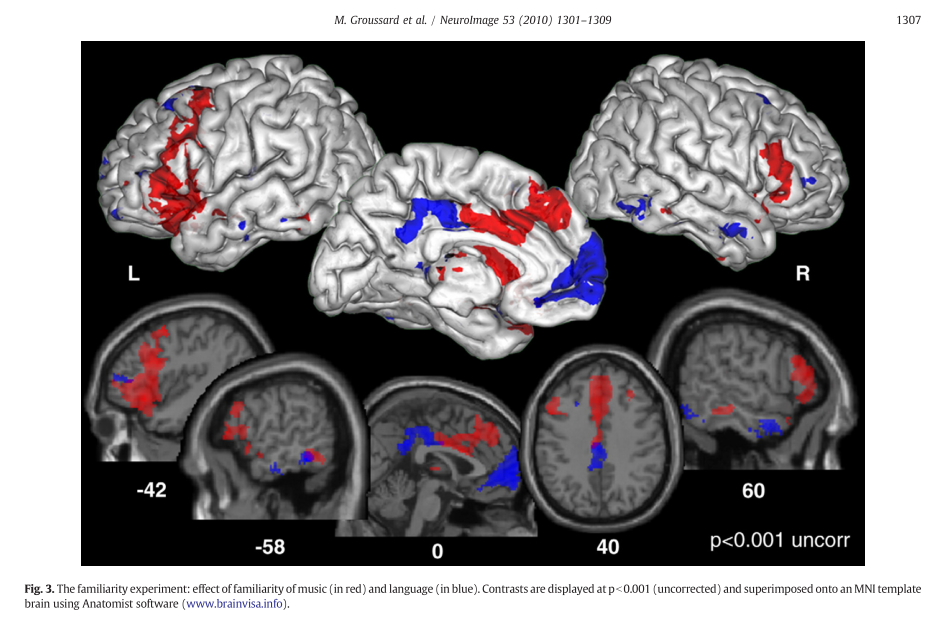 M. Groussard et al. / NeuroImage 53 (2010) 1301–1309
1307
L
R
-42
-58
0
40
60
p<0.001 uncorr
Fig. 3. The familiarity experiment: effect of familiarity of music (in red) and language (in blue). Contrasts are displayed at p<0.001 (uncorrected) and superimposed onto an MNI template
brain using Anatomist software (www.brainvisa.info).